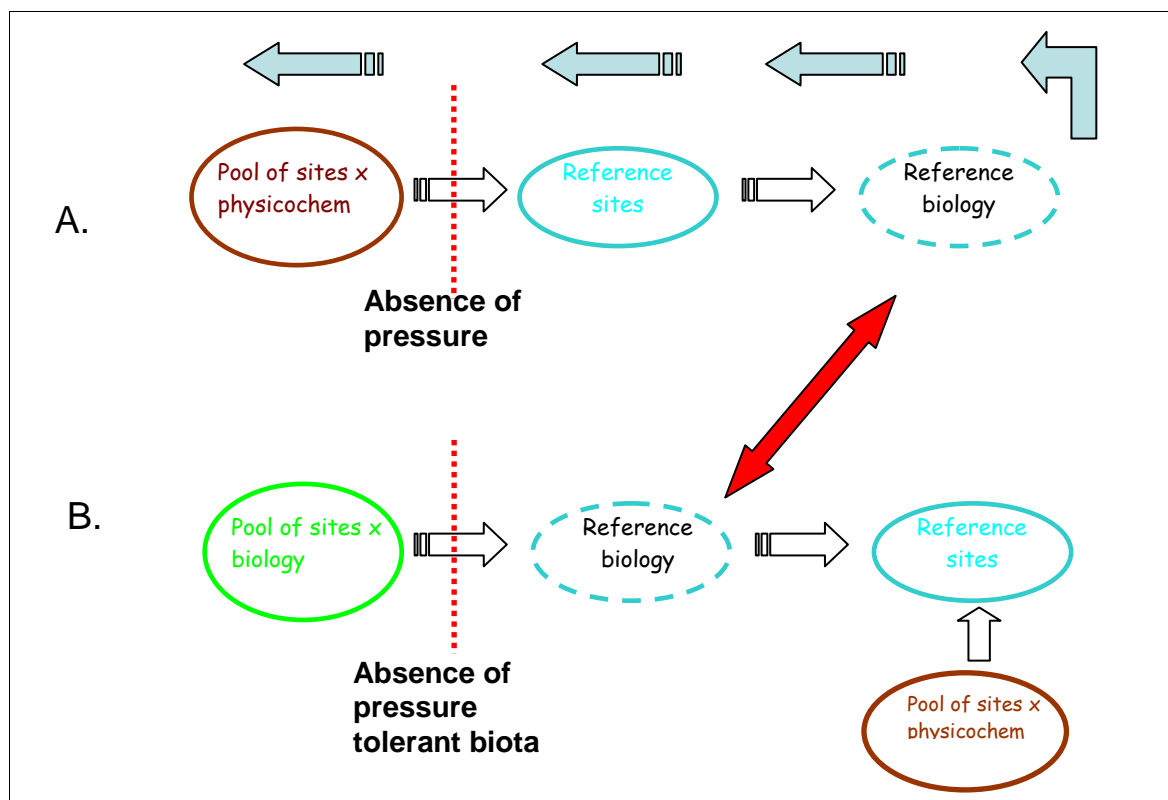 A.
Pool of sites x
physicochem
Reference
sites
Reference
biology
Absence of
pressure
B.
Pool of sites x
biology
Reference
biology
Reference
sites
Absence of
pressure
tolerant biota
Pool of sites x
physicochem